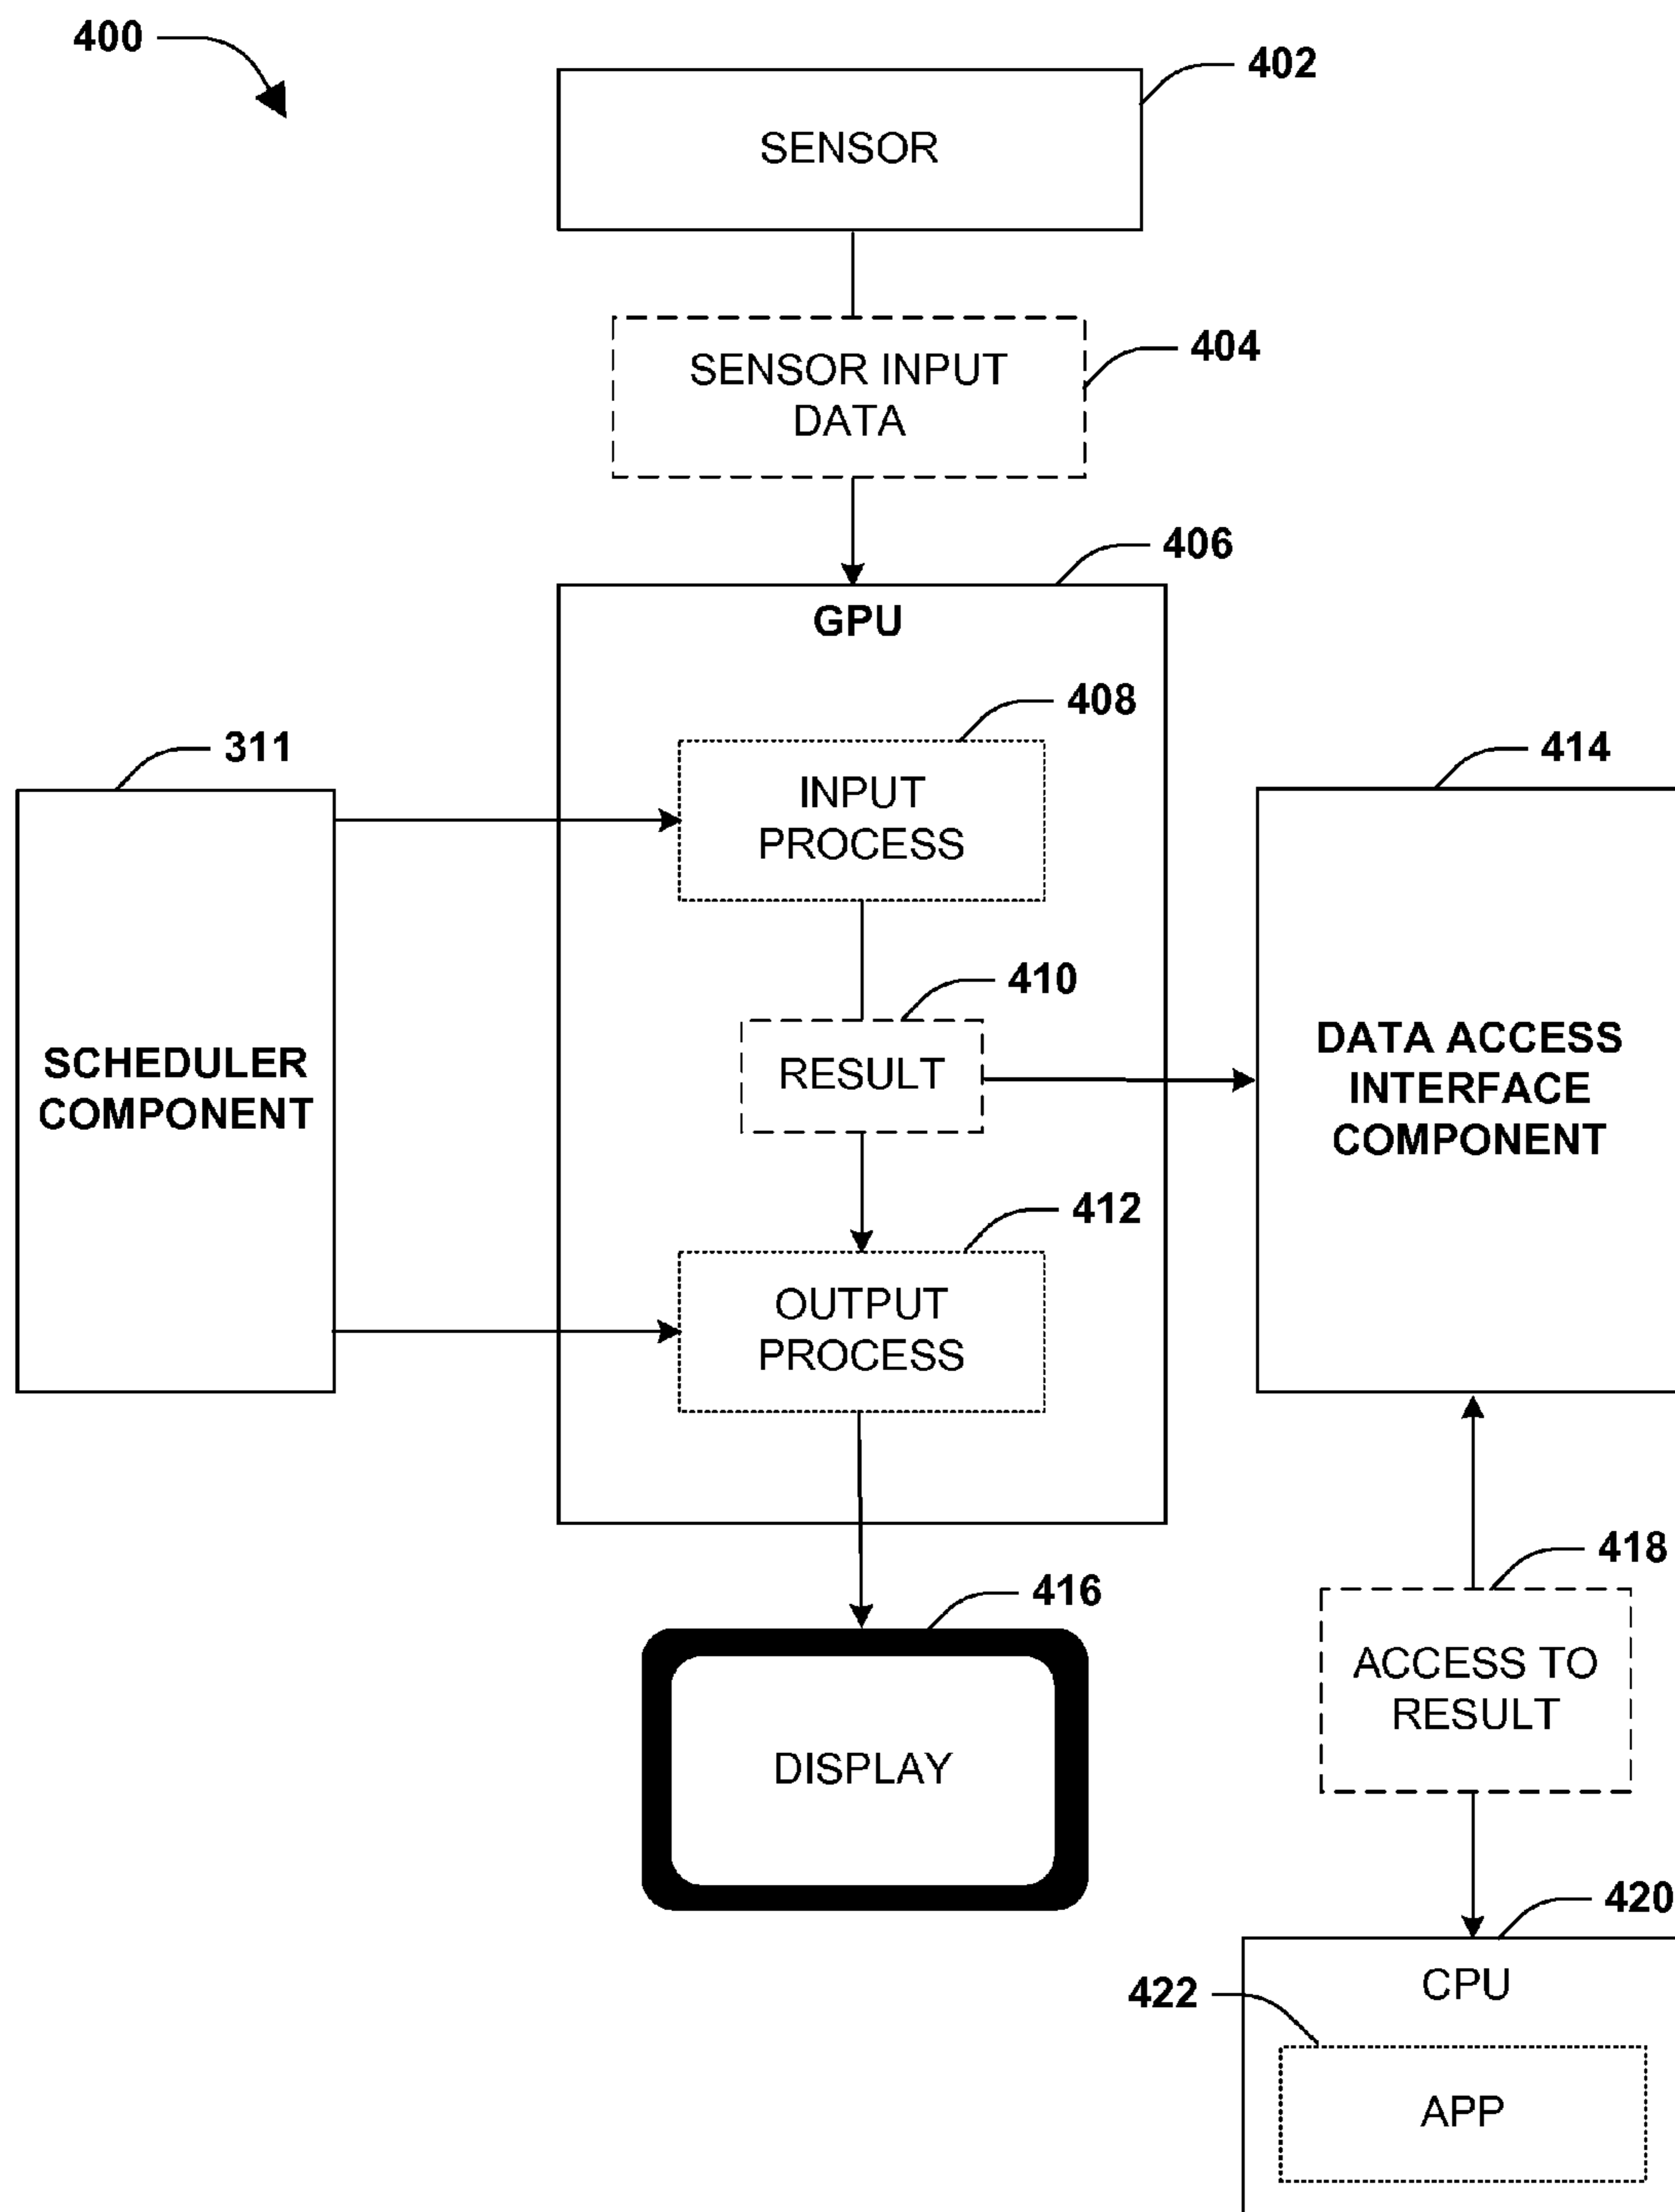 400
402
SENSOR
404
SENSOR INPUT
DATA
406
GPU
408
311
414
INPUT
PROCESS
410
SCHEDULER
COMPONENT
RESULT
DATA ACCESS
INTERFACE
COMPONENT
412
OUTPUT
PROCESS
418
416
ACCESS TO
RESULT
DISPLAY
420
CPU
422
APP